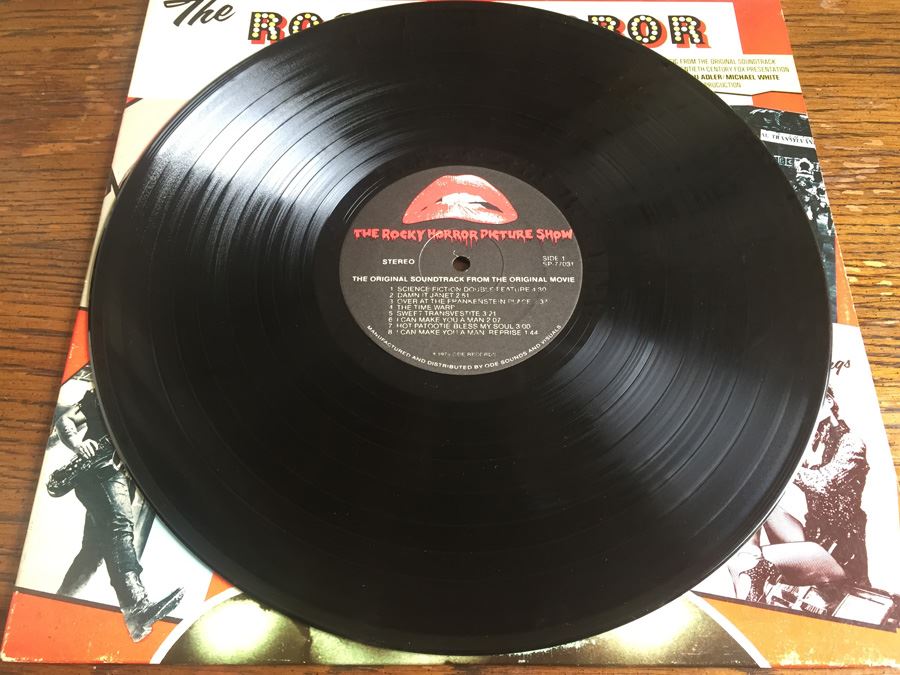 The
RO
ROR
FROM THE ORIGINAL SOUNDTRACK
TIETH CENTURY FOX PRESENTATION
ADLER/MICHAEL WHITE
THE ROCKY HORROR PICTURE SHOW
STEREO
SIDE 1
SP-77031
THE ORIGINAL SOUNDTRACK FROM THE ORIGINAL MOVIE
1 SCIENCE FICTION DOUBLE FEATURE 4:30
2 DAMN IT JANET 2:51
3 OVER AT THE FRANKENSTEIN PLACE
4 THE TIME WARP
5 SWEET TRANSVESTITE 3:21
6 I CAN MAKE YOU A MAN 2:07
7 HOT PATOOTIE BLESS MY SOUL 3:00
8 I CAN MAKE YOU A MAN: REPRISE 1:44
ODE RECORDS
MANUFACTURED AND DISTRIBUTED BY ODE SOUNDS AND VISUALS